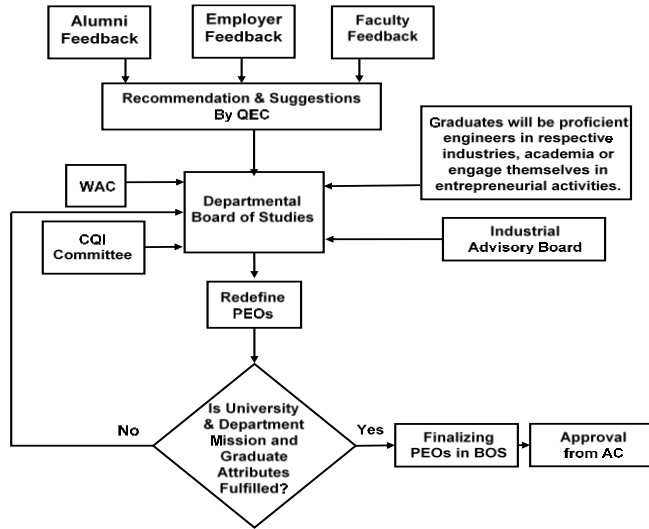 Alumni
Feedback
Employer
Feedback
Faculty
Feedback
Recommendation & Suggestions
By QEC
Graduates will be proficient
engineers in respective
industries, academia or
engage themselves in
entrepreneurial activities.
WAC
Departmental
Board of Studies
CQI
Committee
Industrial
Advisory Board
Redefine
PEOs
Is University
& Department
Mission and
Graduate
Attributes
Fulfilled?
No
Yes
Finalizing
PEOs in BOS
Approval
from AC